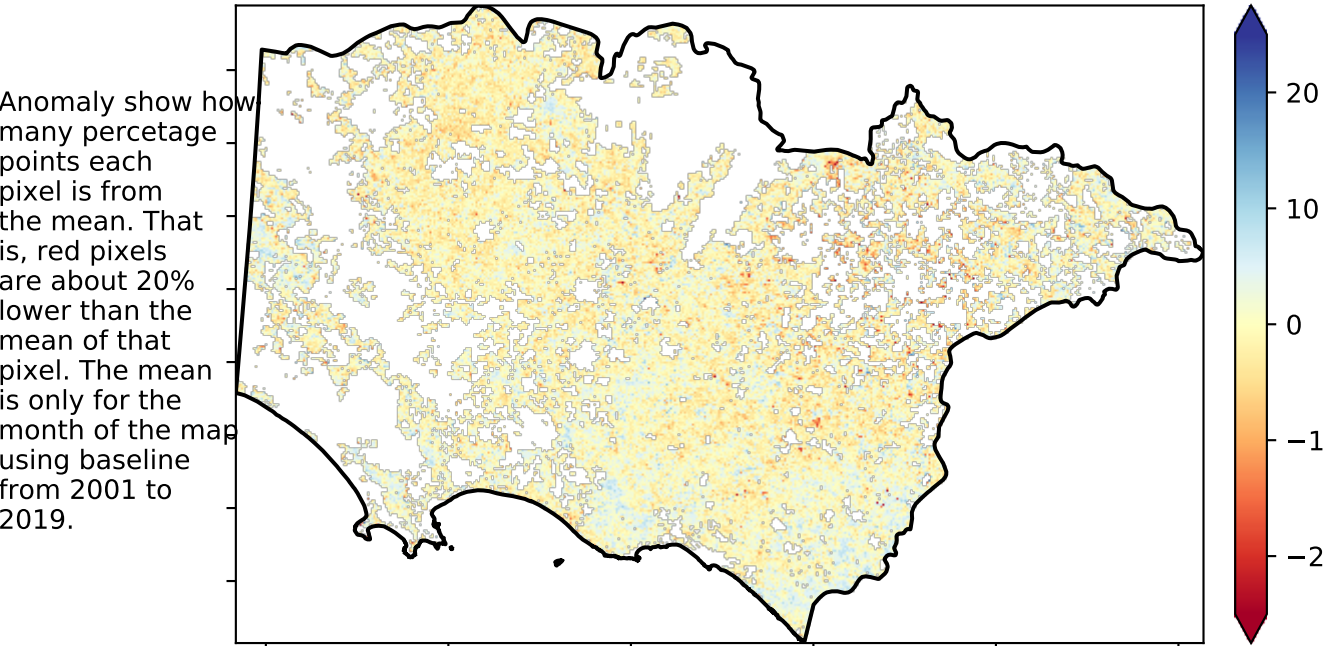 Anomaly show how
many percetage
points each
pixel is from
the mean. That
is, red pixels
are about 20%
lower than the
mean of that
pixel. The mean
is only for the
month of the map
using baseline
from 2001 to
2019.
20
10
0
−1
−2